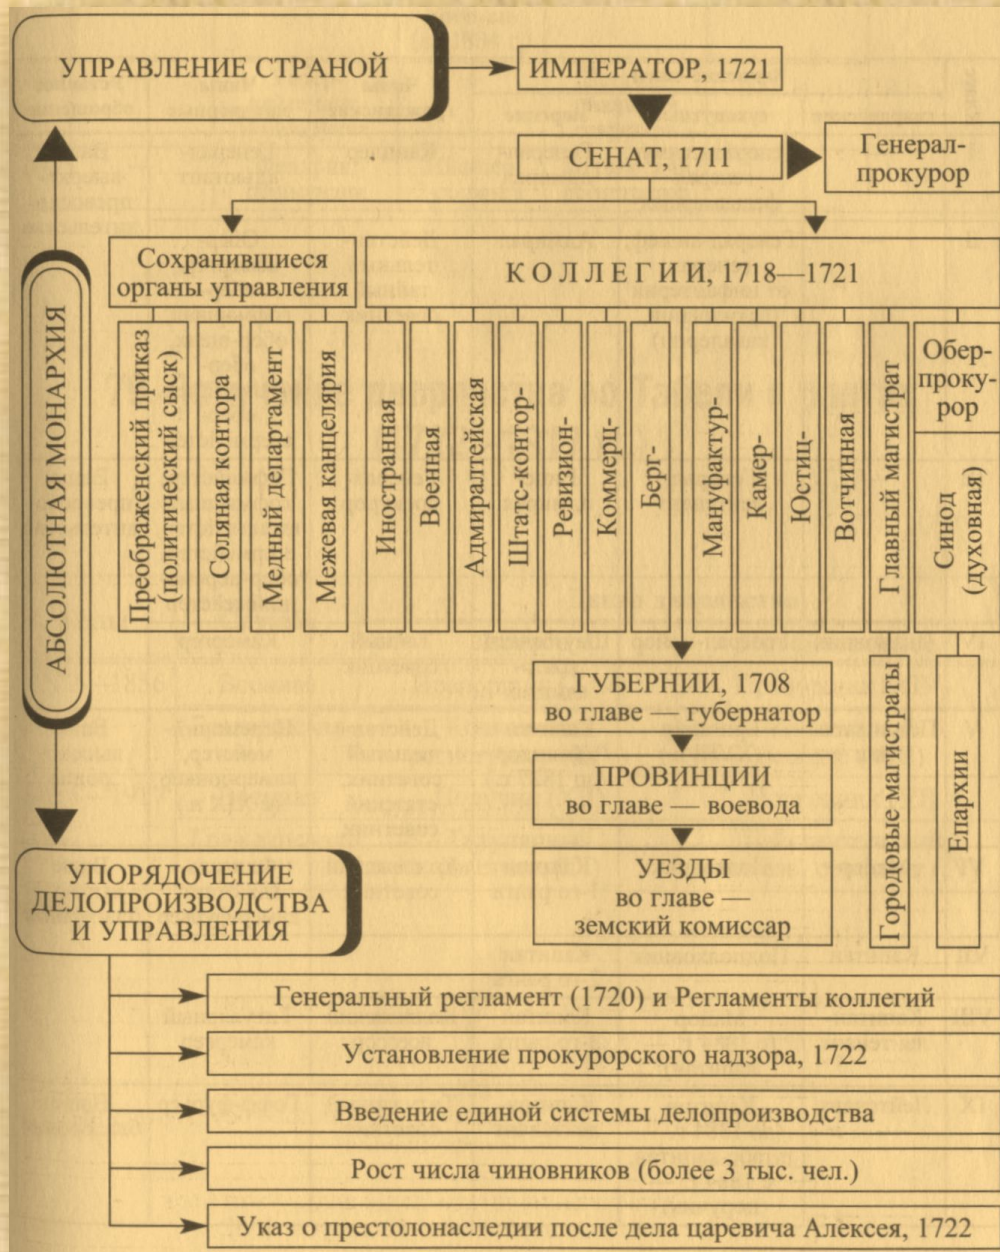 УПРАВЛЕНИЕ СТРАНОЙ
ИМПЕРАТОР, 1721
СЕНАТ, 1711
Генерал-
прокурор
Сохранившиеся
органы управления
КОЛЛЕГИИ, 1718—1721
Преображенский приказ
(политический сыск)
Соляная контора
Медный департамент
Межевая канцелярия
Иностранная
Военная
Адмиралтейская
Штатс-контор-
Ревизион-
Коммерц-
Берг-
Мануфактур-
Камер-
Юстиц-
Вотчинная
Главный магистрат
Обер-
проку-
рор
Синод
(духовная)
АБСОЛЮТНАЯ МОНАРХИЯ
ГУБЕРНИИ, 1708
во главе — губернатор
ПРОВИНЦИИ
во главе — воевода
УЕЗДЫ
во главе —
земский комиссар
Городовые магистраты
Епархии
УПОРЯДОЧЕНИЕ
ДЕЛОПРОИЗВОДСТВА
И УПРАВЛЕНИЯ
Генеральный регламент (1720) и Регламенты коллегий
Установление прокурорского надзора, 1722
Введение единой системы делопроизводства
Рост числа чиновников (более 3 тыс. чел.)
Указ о престолонаследии после дела царевича Алексея, 1722